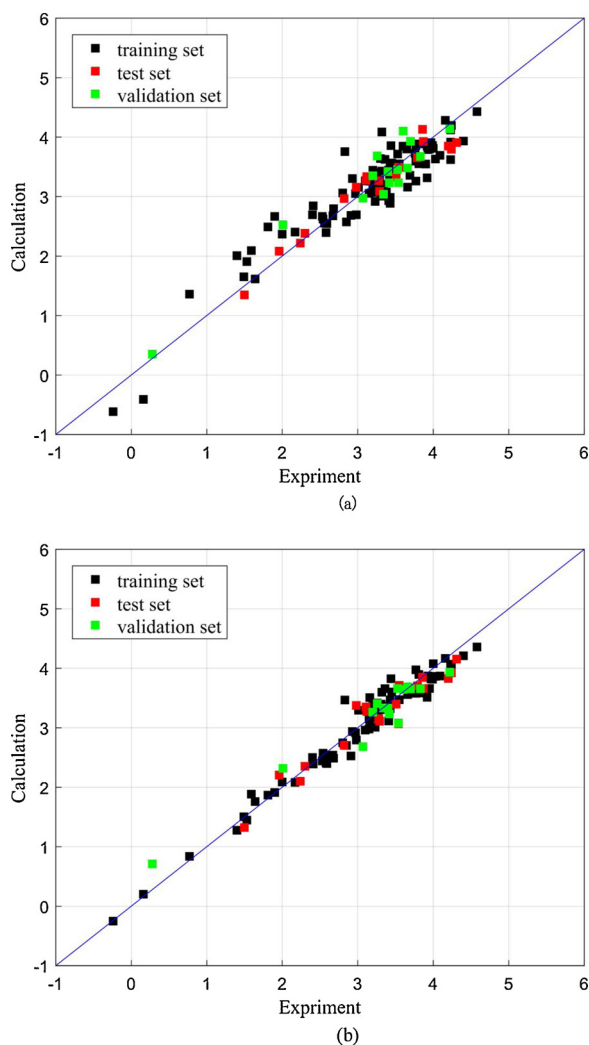 6
5
4
3
2
1
0
-1
Calculation
training set
test set
validation set
-1 0 1 2 3 4 5 6
Expriment
(a)
6
5
4
3
2
1
0
-1
Calculation
training set
test set
validation set
-1 0 1 2 3 4 5 6
Expriment
(b)